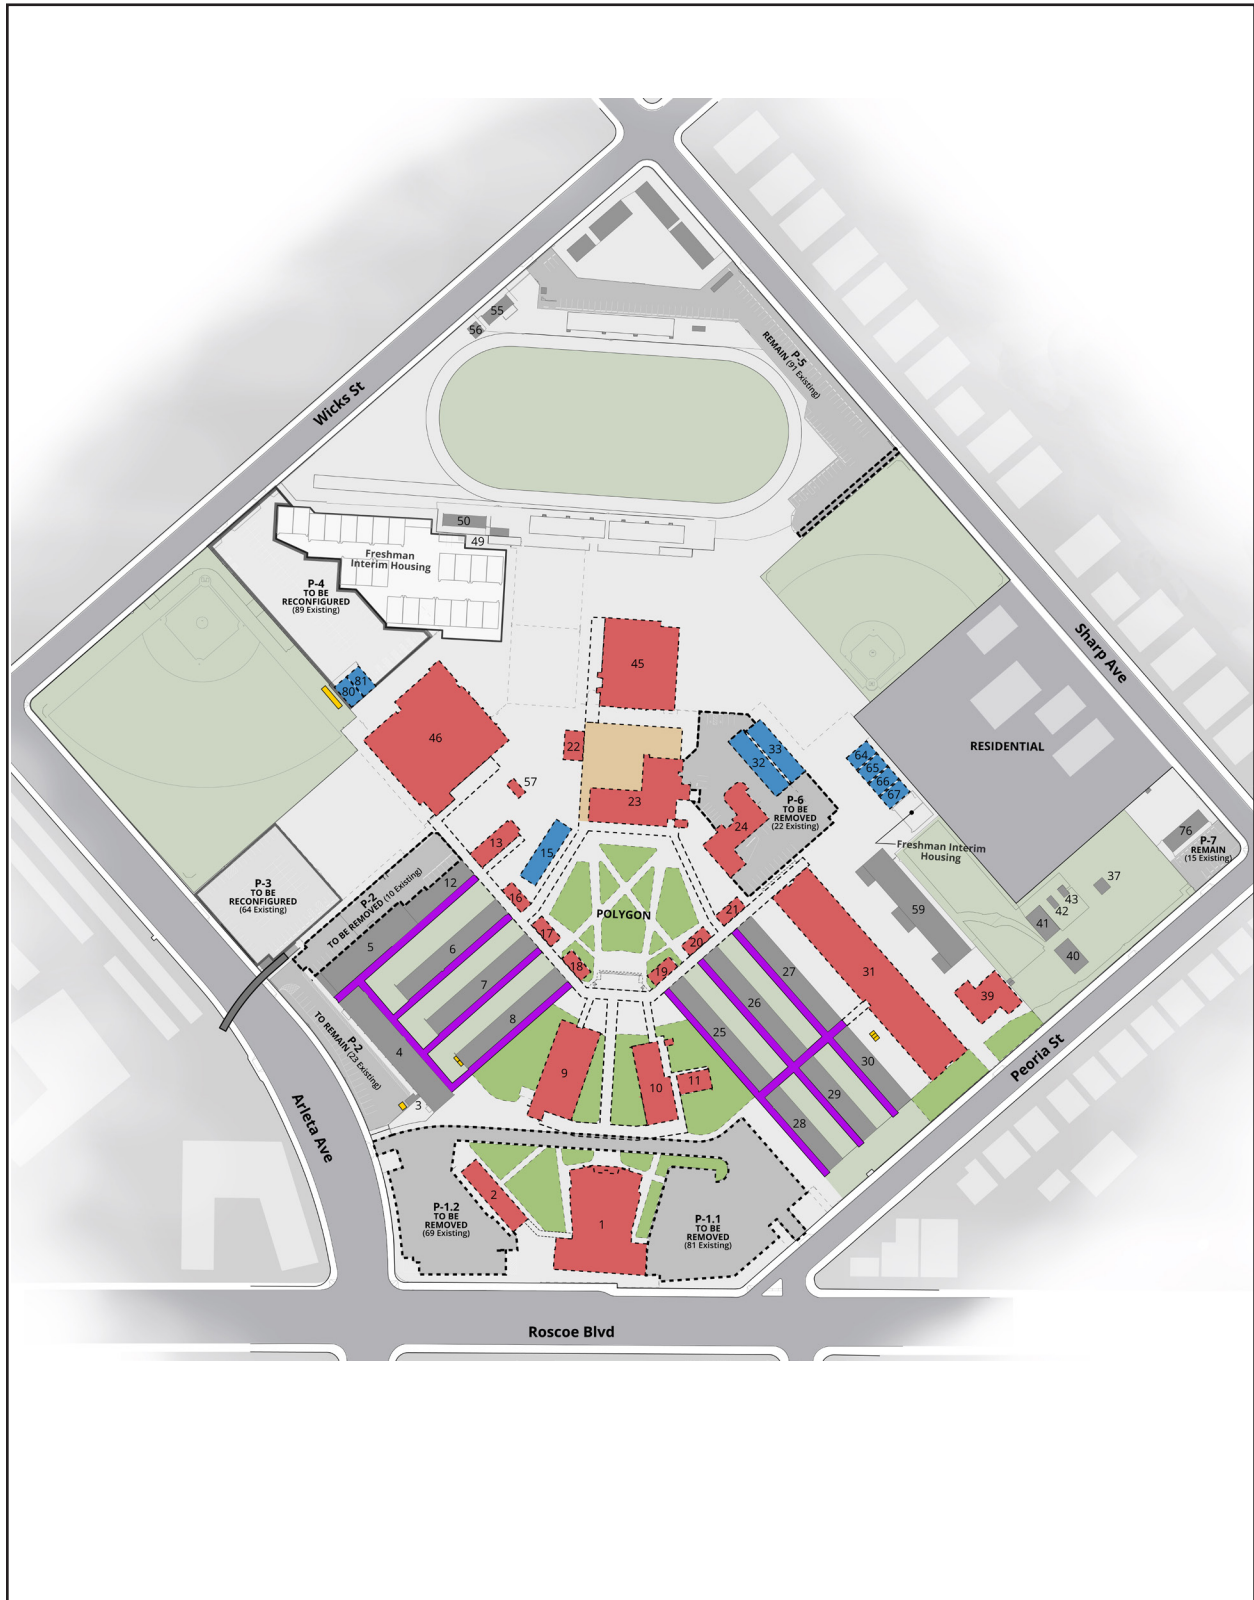 55
56
P-5
REMAIN (91 Existing)
Wicks St
50
49
Freshman
Interim Housing
P-4
TO BE
RECONFIGURED
(89 Existing)
Sharp Ave
81
80
45
46
22
57
23
33
32
24
P-6
TO BE
REMOVED
(22 Existing)
RESIDENTIAL
64
65
66
67
Freshman Interim
Housing
76
P-7
REMAIN
(15 Existing)
13
15
12
P-3
TO BE
RECONFIGURED
(64 Existing)
P-2
TO BE REMOVED (10 Existing)
16
17
18
POLYGON
19
20
21
59
37
43
42
41
40
39
31
5
6
7
8
4
3
P-2
TO REMAIN (23 Existing)
9
10
11
25
26
27
28
29
30
Peoria St
Arleta Ave
P-1.2
TO BE
REMOVED
(69 Existing)
2
1
P-1.1
TO BE
REMOVED
(81 Existing)
Roscoe Blvd